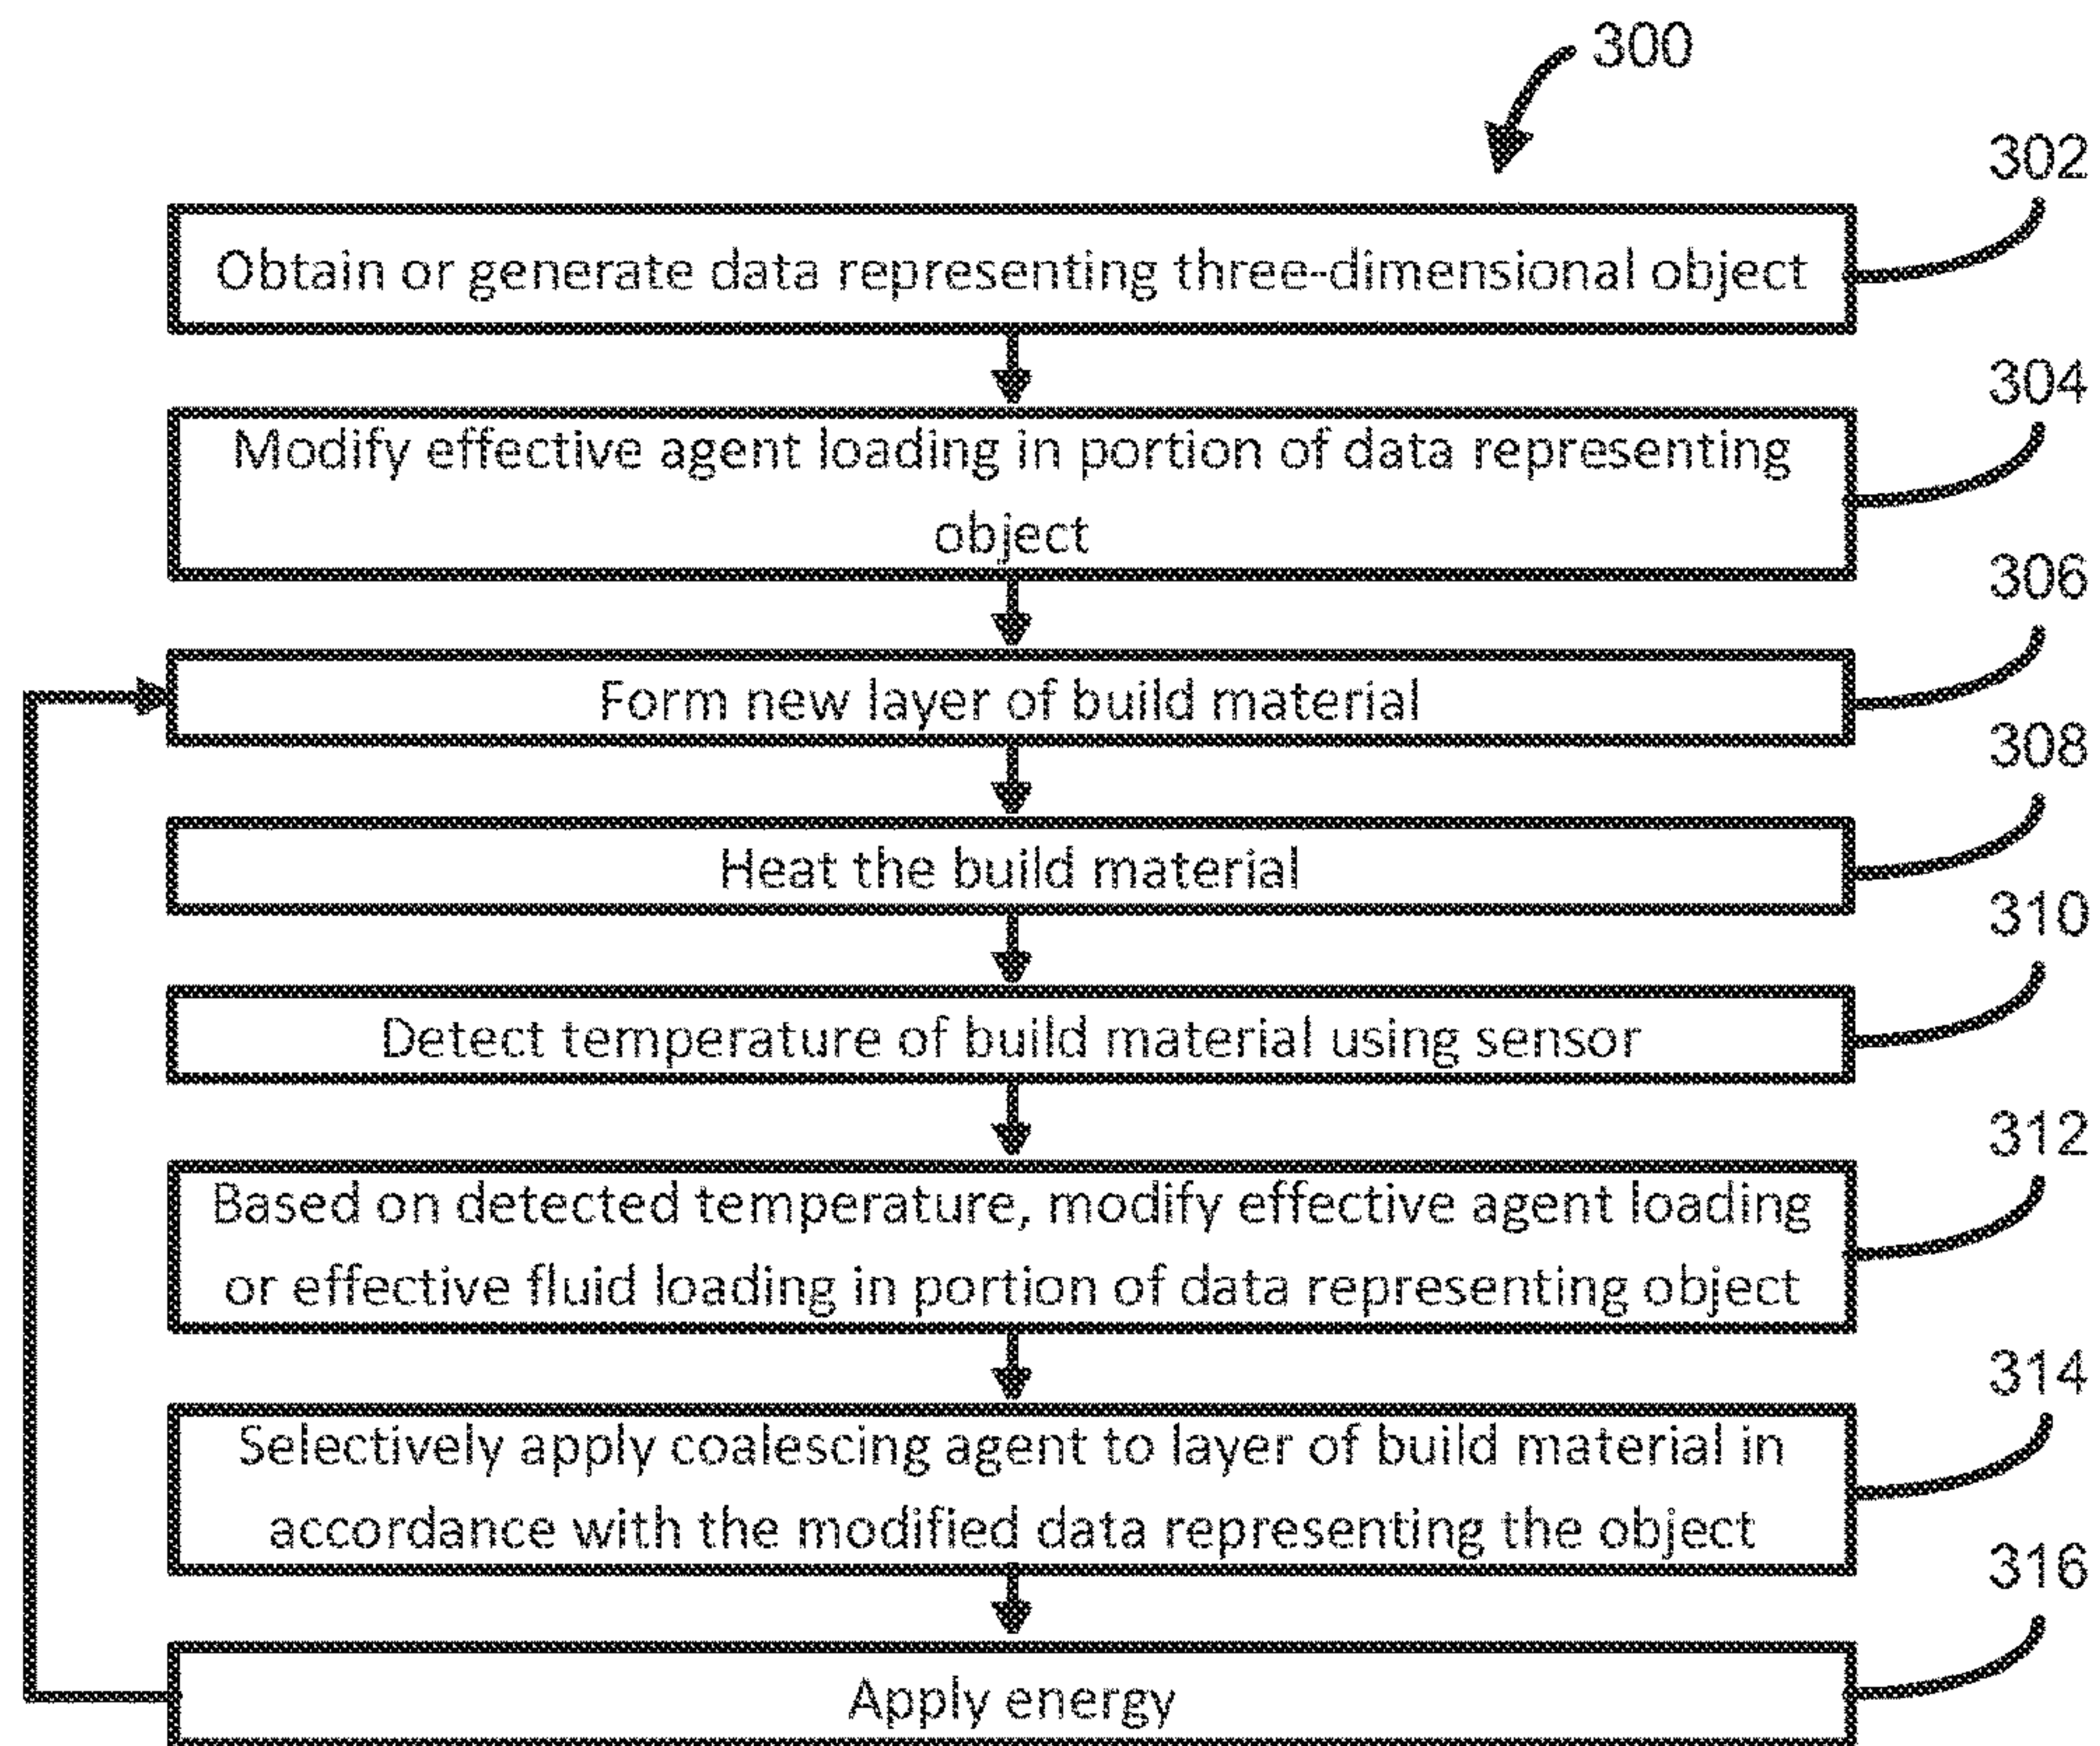 300
302
Obtain or generate data representing three-dimensional object
304
Modify effective agent loading in portion of data representing
object
306
Form new layer of build material
308
Heat the build material
310
Detect temperature of build material using sensor
312
Based on detected temperature, modify effective agent loading
or effective fluid loading in portion of data representing object
314
Selectively apply coalescing agent to layer of build material in
accordance with the modified data representing the object
316
Apply energy